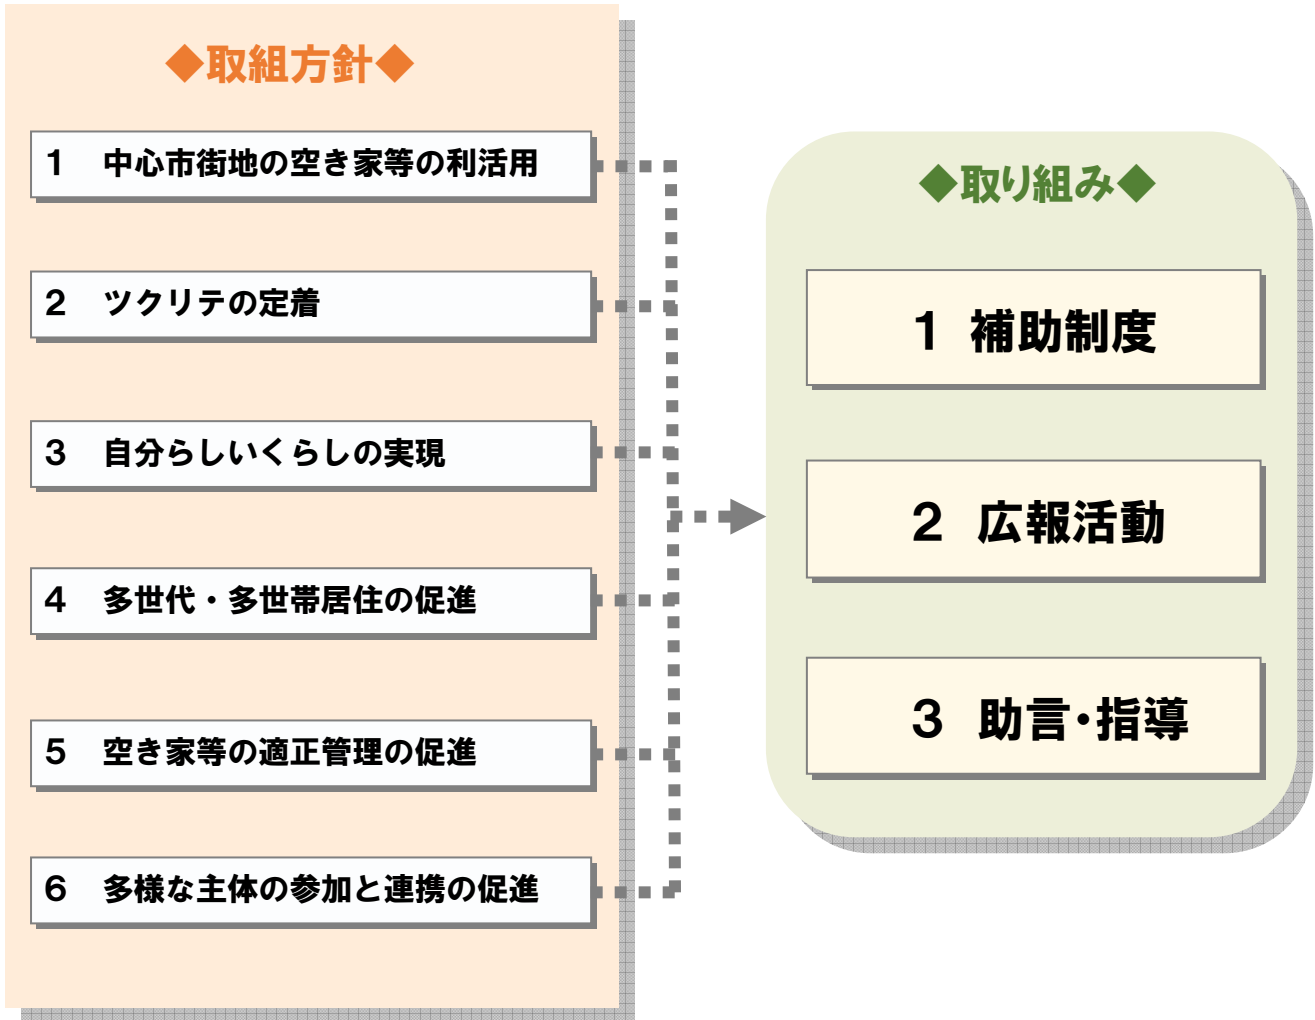 ◆取組方針◆
1 中心市街地の空き家等の利活用
2 ツクリテの定着
3 自分らしいくらしの実現
4 多世代・多世帯居住の促進
5 空き家等の適正管理の促進
6 多様な主体の参加と連携の促進
◆取り組み◆
1 補助制度
2 広報活動
3 助言・指導